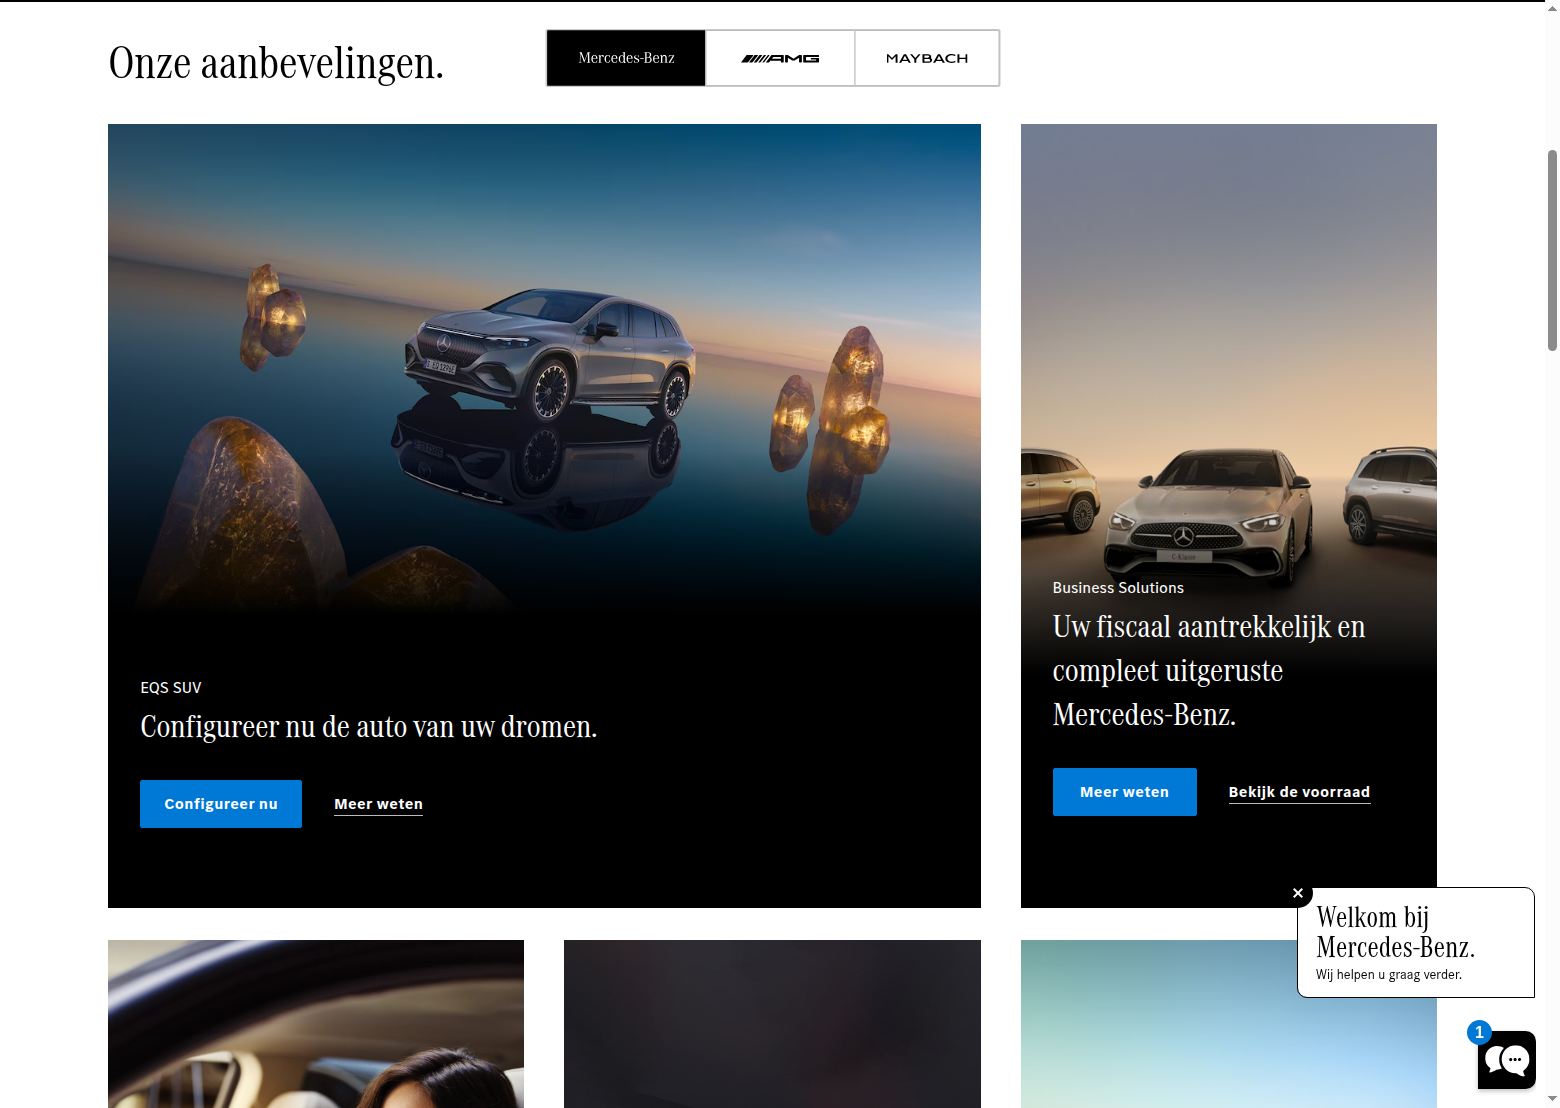 Onze aanbevelingen.
Mercedes-Benz
AMG
MAYBACH
EQS SUV
Configureer nu de auto van uw dromen.
Configureer nu
Meer weten
C-Klasse
Business Solutions
Uw fiscaal aantrekkelijk en
compleet uitgeruste
Mercedes-Benz.
Meer weten
Bekijk de voorraad
Welkom bij
Mercedes-Benz.
Wij helpen u graag verder.
1